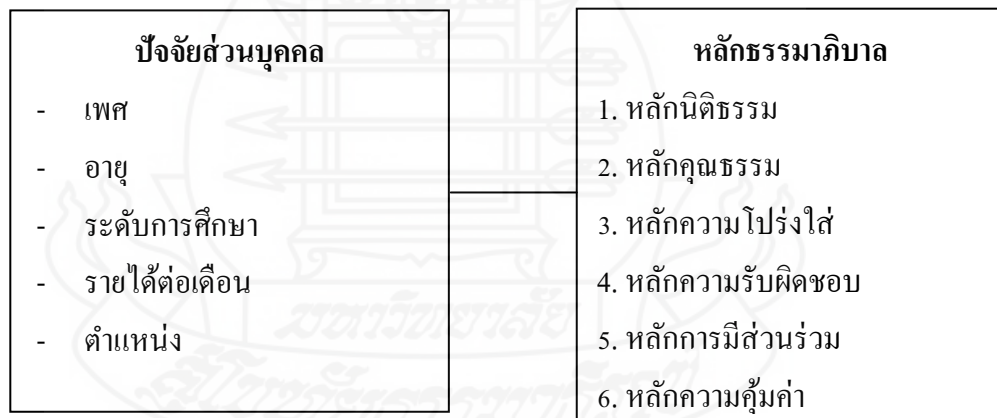 ปัจจัยส่วนบุคคล
- เพศ
- อายุ
- ระดับการศึกษา
- รายได้ต่อเดือน
- ตำแหน่ง
หลักธรรมาภิบาล
1. หลักนิติธรรม
2. หลักคุณธรรม
3. หลักความโปร่งใส่
4. หลักความรับผิดชอบ
5. หลักการมีส่วนร่วม
6. หลักความคุ้มค่า